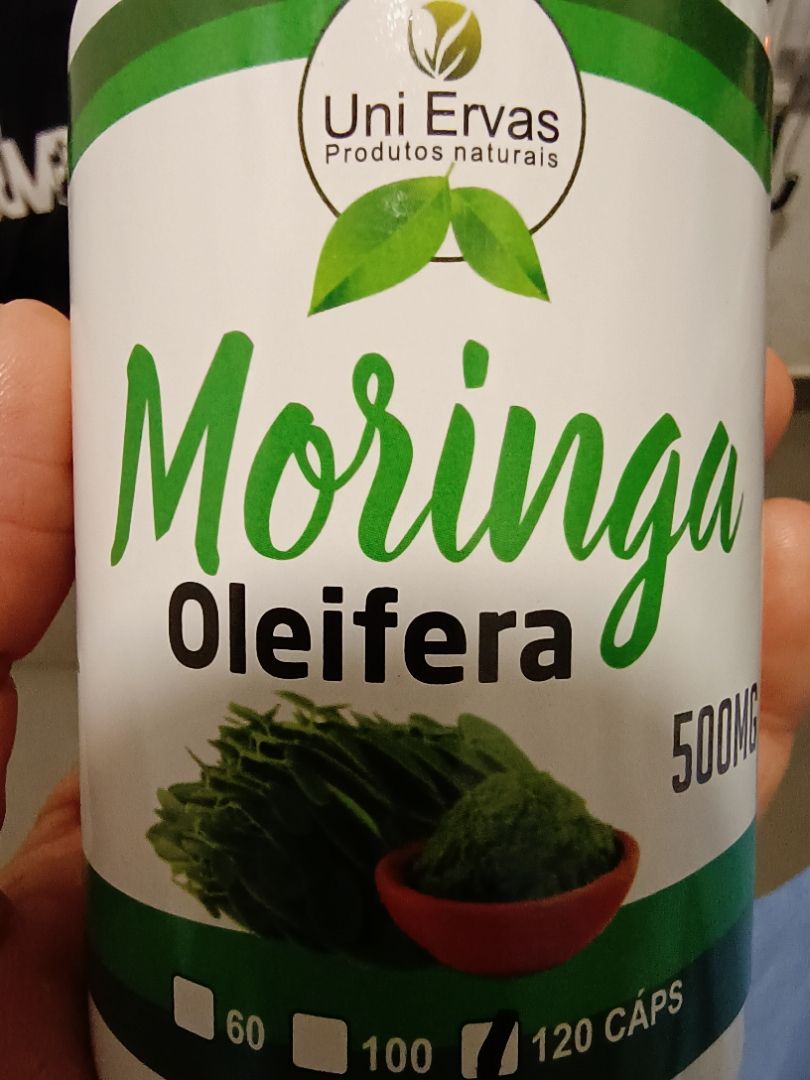 Uni Ervas
Produtos naturais
Moringa
Oleifera
500MG
60 100 120 CÁPS